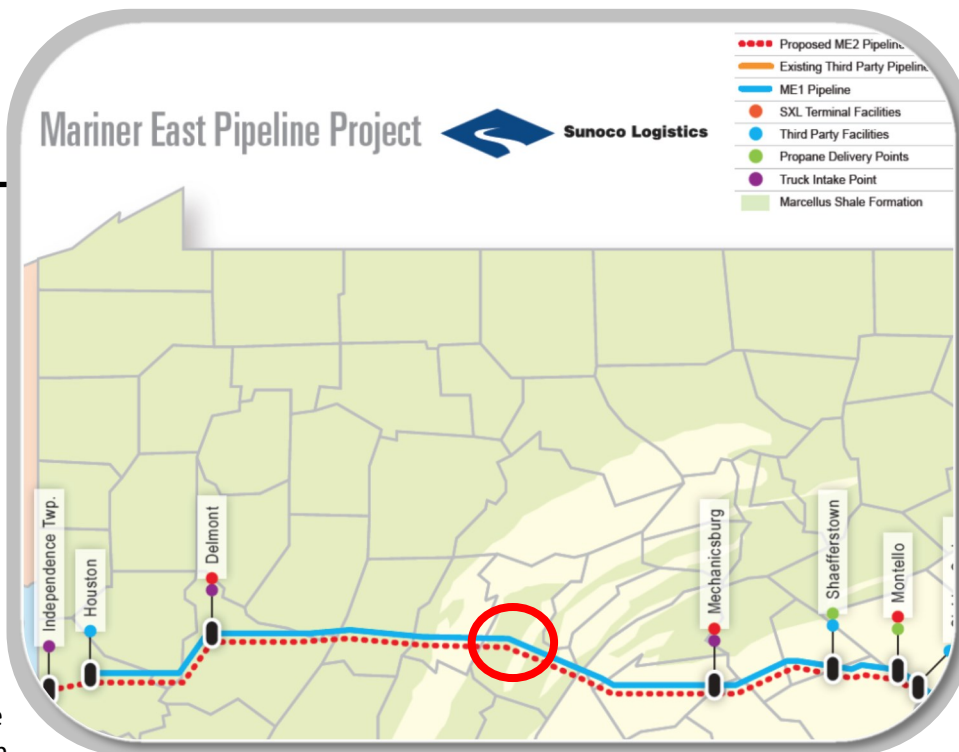 Proposed ME2 Pipeline
Existing Third Party Pipeline
ME1 Pipeline
SXL Terminal Facilities
Third Party Facilities
Propane Delivery Points
Truck Intake Point
Marcellus Shale Formation
Mariner East Pipeline Project
Sunoco Logistics
Independence Twp.
Houston
Delmont
Mechanicsburg
Shaefferstown
Montello